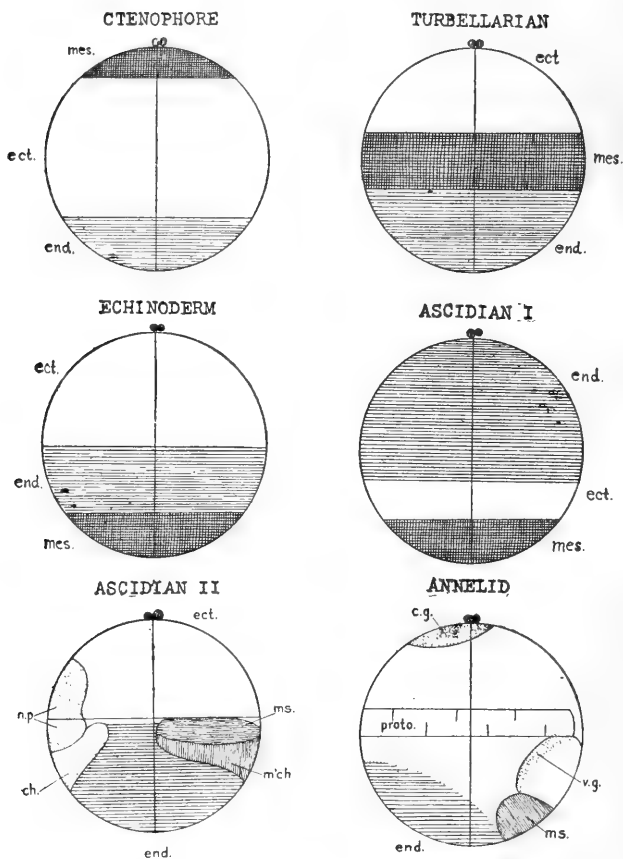 CTENOPHORE
mes.
ect.
end.
TURBELLARIAN
ect
mes.
end.
ECHINODERM
ect.
end.
mes.
ASCIDIAN I
end.
ect.
mes.
ASCIDIAN II
ect.
n.p.
ms.
m'ch
ch.
end.
ANNELID
c.g.
proto.
v.g.
ms.
end.